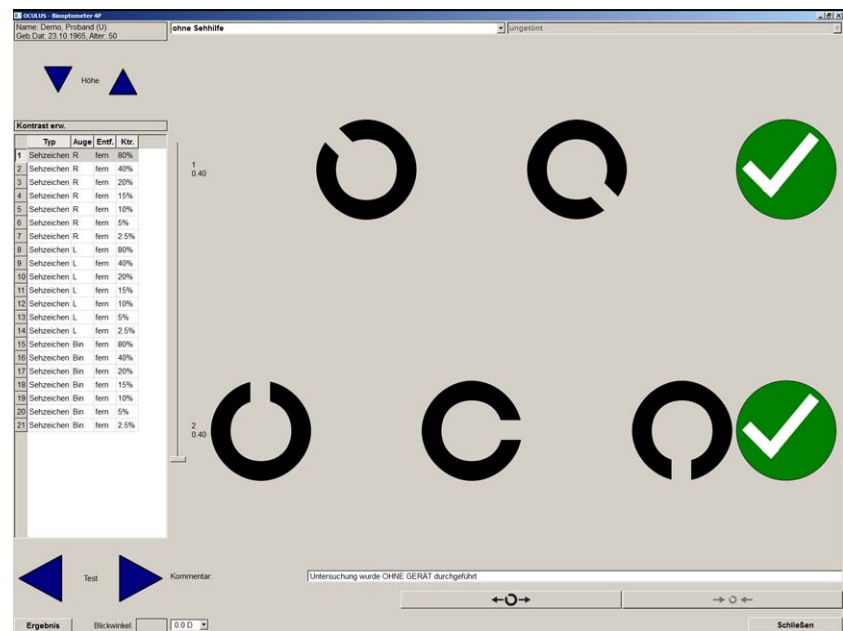 OCULUS - Binoptometer 4P
Name: Demo, Proband (U)
Geb.Dat: 23.10.1965, Alter: 50
ohne Sehhilfe
ungetönt
Höhe
Kontrast erw.
Typ Auge Entf. Ktr.
1 Sehzeichen R fern 80%
2 Sehzeichen R fern 40%
3 Sehzeichen R fern 20%
4 Sehzeichen R fern 15%
5 Sehzeichen R fern 10%
6 Sehzeichen R fern 5%
7 Sehzeichen R fern 2.5%
8 Sehzeichen L fern 80%
9 Sehzeichen L fern 40%
10 Sehzeichen L fern 20%
11 Sehzeichen L fern 15%
12 Sehzeichen L fern 10%
13 Sehzeichen L fern 5%
14 Sehzeichen L fern 2.5%
15 Sehzeichen Bin fern 80%
16 Sehzeichen Bin fern 40%
17 Sehzeichen Bin fern 20%
18 Sehzeichen Bin fern 15%
19 Sehzeichen Bin fern 10%
20 Sehzeichen Bin fern 5%
21 Sehzeichen Bin fern 2.5%
1
0.40
2
0.40
Test
Kommentar:
Untersuchung wurde OHNE GERÄT durchgeführt
Ergebnis
Blickwinkel:
0.0 D
Schließen